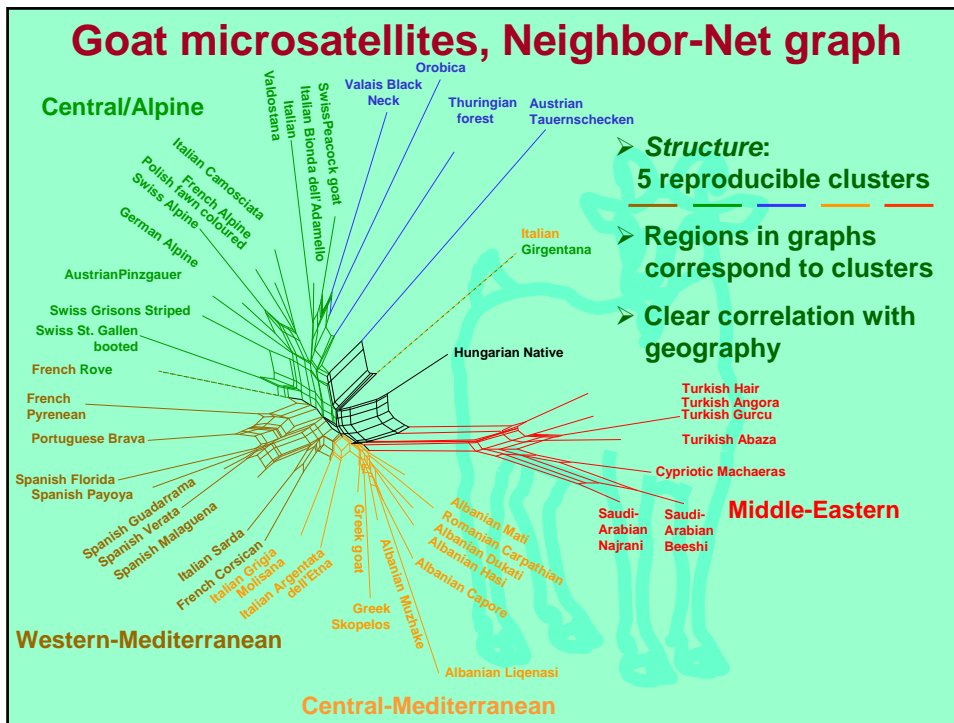 Goat microsatellites, Neighbor-Net graph
Central/Alpine
Valdostana
Italian
Italian Bionda dell'Adamello
SwissPeacock goat
Valais Black
Neck
Orobica
Thuringian
forest
Austrian
Tauernschecken
Italian Camosciata
French Alpine
Polish fawn coloured
Swiss Alpine
German Alpine
AustrianPinzgauer
Swiss Grisons Striped
Swiss St. Gallen
booted
French Rove
French
Pyrenean
Portuguese Brava
Spanish Florida
Spanish Payoya
Spanish Guadarrama
Spanish Verata
Spanish Malaguena
Italian Sarda
French Corsican
Italian Grigia
Molisana
Italian Argentata
dell'Etna
Western-Mediterranean
Greek goat
Greek
Skopelos
Albanian Muzhake
Albanian Liqenasi
Albanian Capore
Albanian Hasi
Albanian Dukati
Romanian Carpathian
Albanian Mati
Central-Mediterranean
Italian
Girgentana
Hungarian Native
Turkish Hair
Turkish Angora
Turkish Gurcu
Turikish Abaza
Cypriotic Machaeras
Saudi-
Arabian
Najrani
Saudi-
Arabian
Beeshi
Middle-Eastern
➢ Structure:
5 reproducible clusters
➢ Regions in graphs
correspond to clusters
➢ Clear correlation with
geography